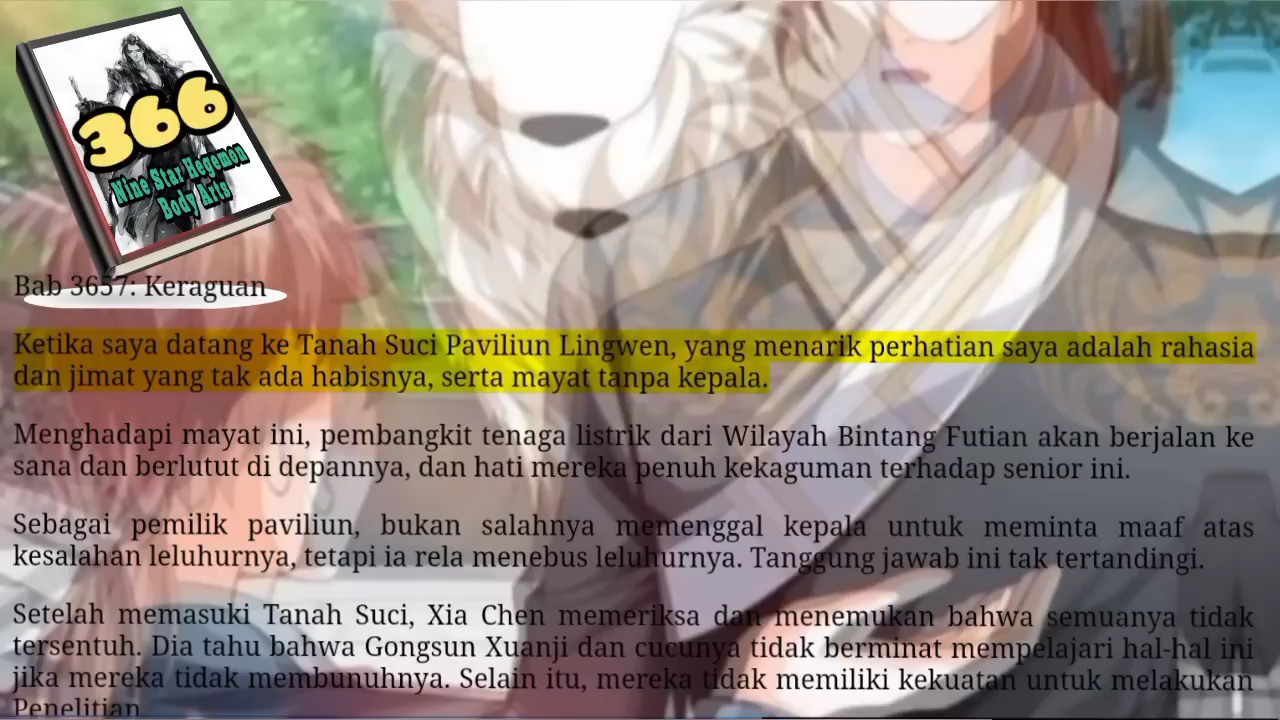 366
Nine Star Hegemon
Body Arts
Bab 3657: Keraguan
Ketika saya datang ke Tanah Suci Paviliun Lingwen, yang menarik perhatian saya adalah rahasia
dan jimat yang tak ada habisnya, serta mayat tanpa kepala.
Menghadapi mayat ini, pembangkit tenaga listrik dari Wilayah Bintang Futian akan berjalan ke
sana dan berlutut di depannya, dan hati mereka penuh kekaguman terhadap senior ini.
Sebagai pemilik paviliun, bukan salahnya memenggal kepala untuk meminta maaf atas
kesalahan leluhurnya, tetapi ia rela menebus leluhurnya. Tanggung jawab ini tak tertandingi.
Setelah memasuki Tanah Suci, Xia Chen memeriksa dan menemukan bahwa semuanya tidak
tersentuh. Dia tahu bahwa Gongsun Xuanji dan cucunya tidak berminat mempelajari hal-hal ini
jika mereka tidak membunuhnya. Selain itu, mereka tidak memiliki kekuatan untuk melakukan
Penelitian